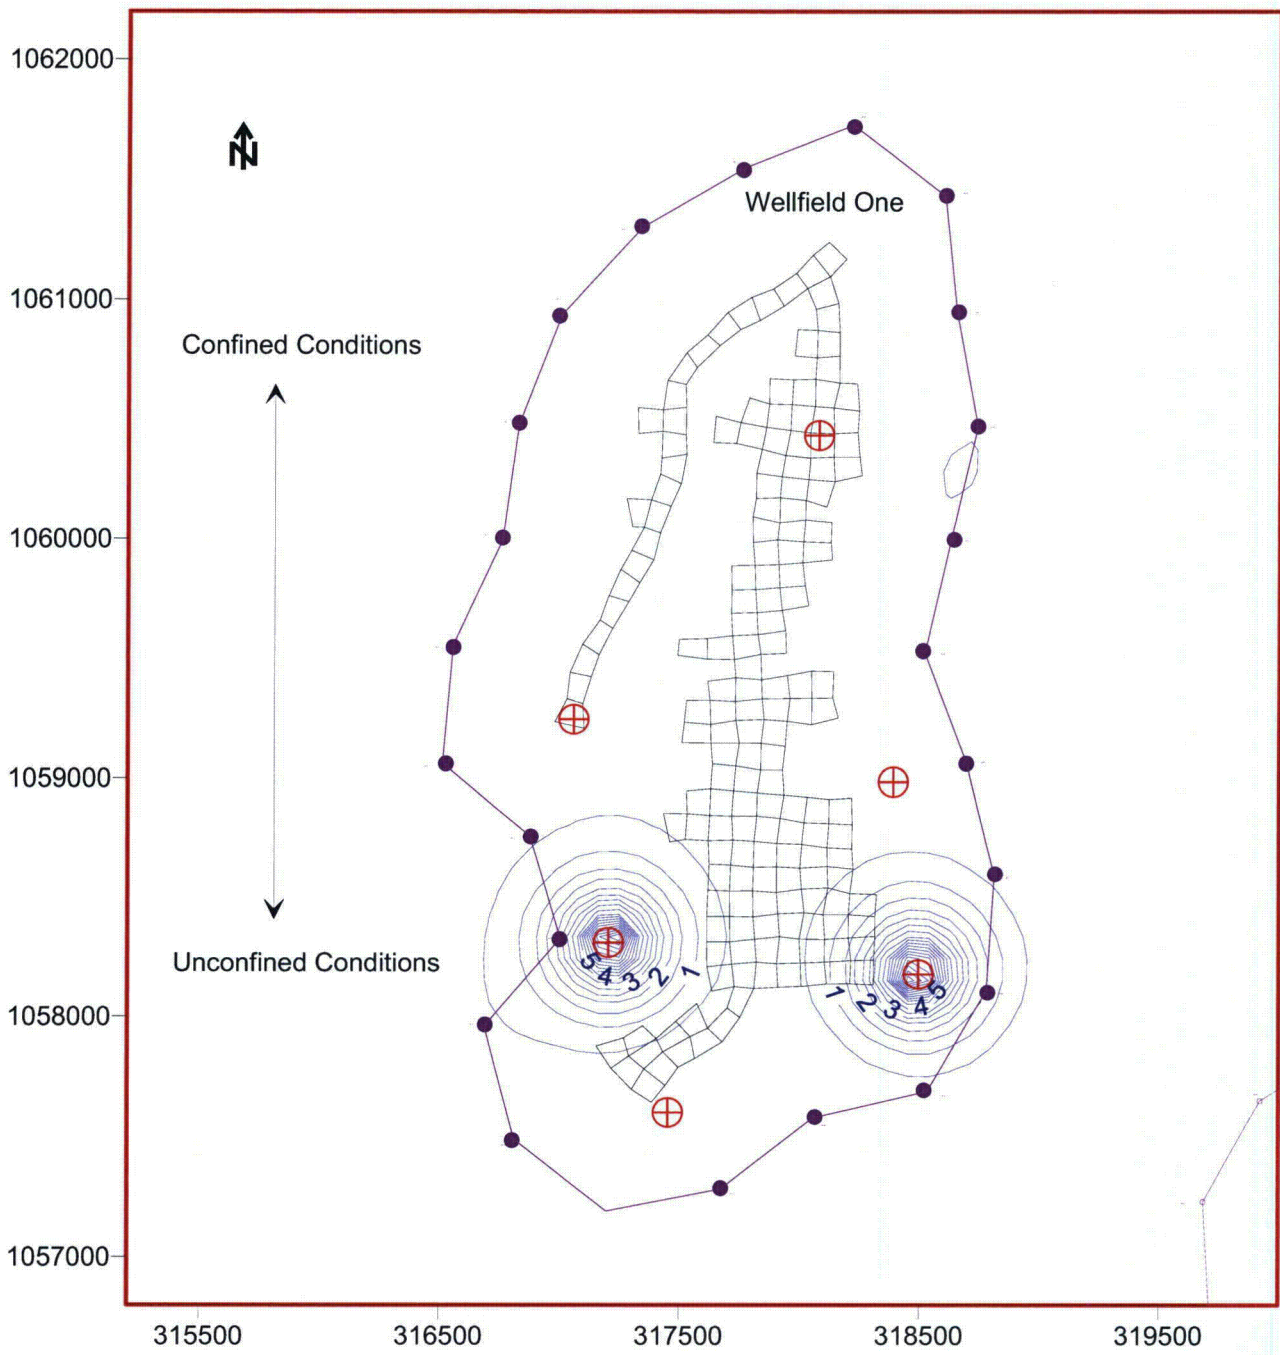 1062000
N
Wellfield One
1061000
Confined Conditions
1060000
1059000
Unconfined Conditions
5 4 3 2 1
1 2 3 4 5
1058000
1057000
315500 316500 317500 318500 319500